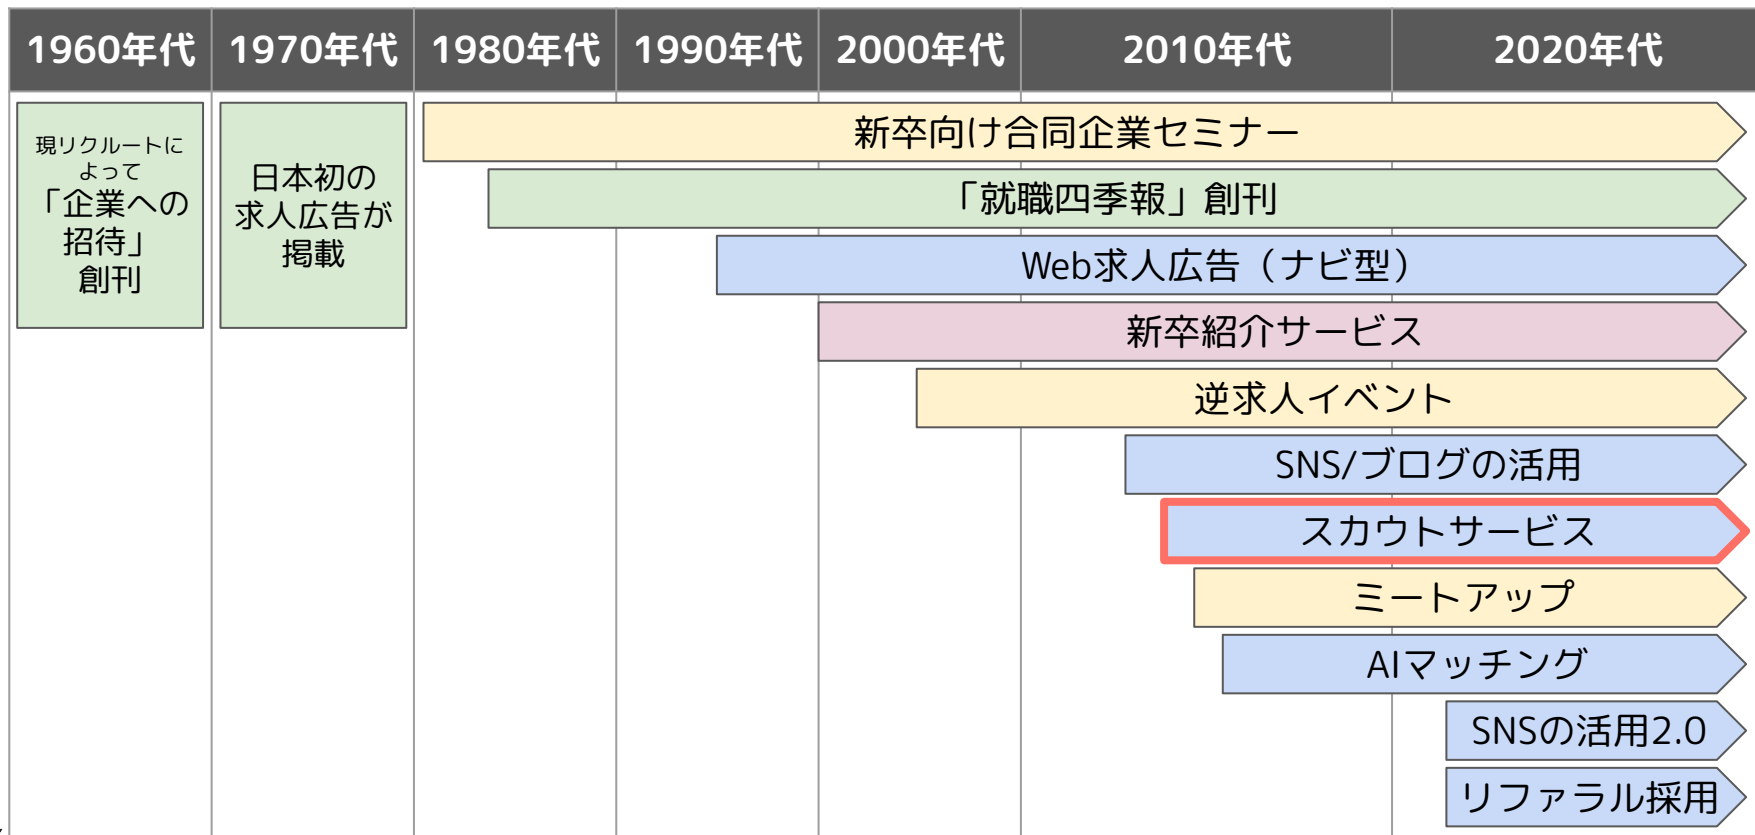 1960年代
1970年代
1980年代
1990年代
2000年代
2010年代
2020年代
現リクルートに
よって
「企業への
招待」
創刊
日本初の
求人広告が
掲載
新卒向け合同企業セミナー
「就職四季報」創刊
Web求人広告（ナビ型）
新卒紹介サービス
逆求人イベント
SNS/ブログの活用
スカウトサービス
ミートアップ
AIマッチング
SNSの活用2.0
リファラル採用